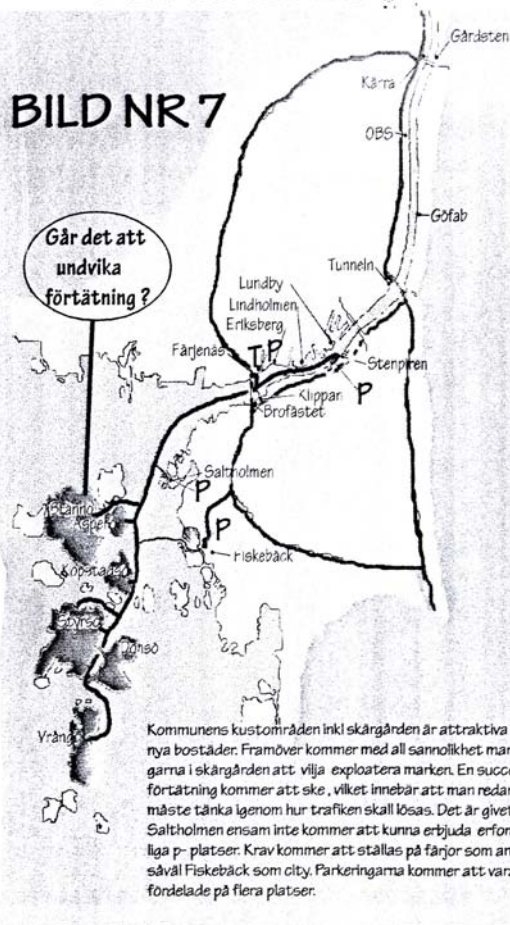 Gårdsten
Kärra
BILD NR 7
OBS
Göfab
Går det att
undvika
förtätning ?
Tunneln
Lundby
Lindholmen
Eriksberg
Färjenäs
T P
Stenpiren
P
Klippan
Brofästet
Saltholmen
P
P
Asperö
Fiskebäck
Köpstadsö
Styrsö
Donsö
Vrångö
Kommunens kustområden inkl skärgården är attraktiva
nya bostäder. Framöver kommer med all sannolikhet mar
garna i skärgården att vilja exploatera marken. En succe
förtätning kommer att ske , vilket innebär att man redan
måste tänka igenom hur trafiken skall lösas. Det är givet
Saltholmen ensam inte kommer att kunna erbjuda erfor
liga p- platser. Krav kommer att ställas på färjor som an
såväl Fiskebäck som city. Parkeringarna kommer att var
fördelade på flera platser.